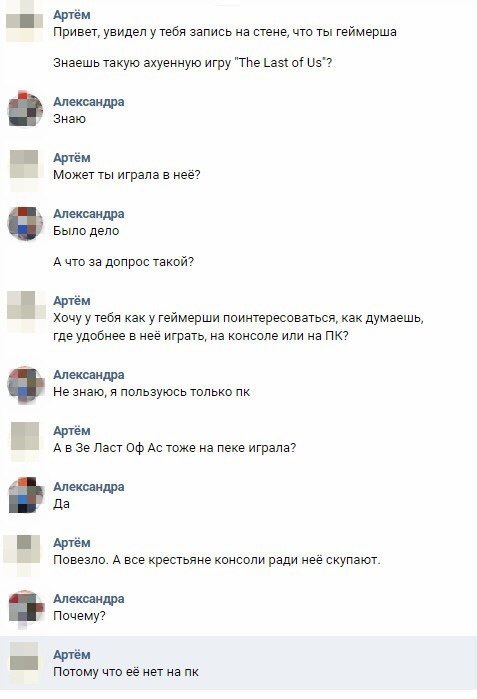 Артём
Привет, увидел у тебя запись на стене, что ты геймерша
Знаешь такую ахуенную игру "The Last of Us"?
Александра
Знаю
Артём
Может ты играла в неё?
Александра
Было дело
А что за допрос такой?
Артём
Хочу у тебя как у геймерши поинтересоваться, как думаешь,
где удобнее в неё играть, на консоле или на ПК?
Александра
Не знаю, я пользуюсь только пк
Артём
А в Зе Ласт Оф Ас тоже на пеке играла?
Александра
Да
Артём
Повезло. А все крестьяне консоли ради неё скупают.
Александра
Почему?
Артём
Потому что её нет на пк